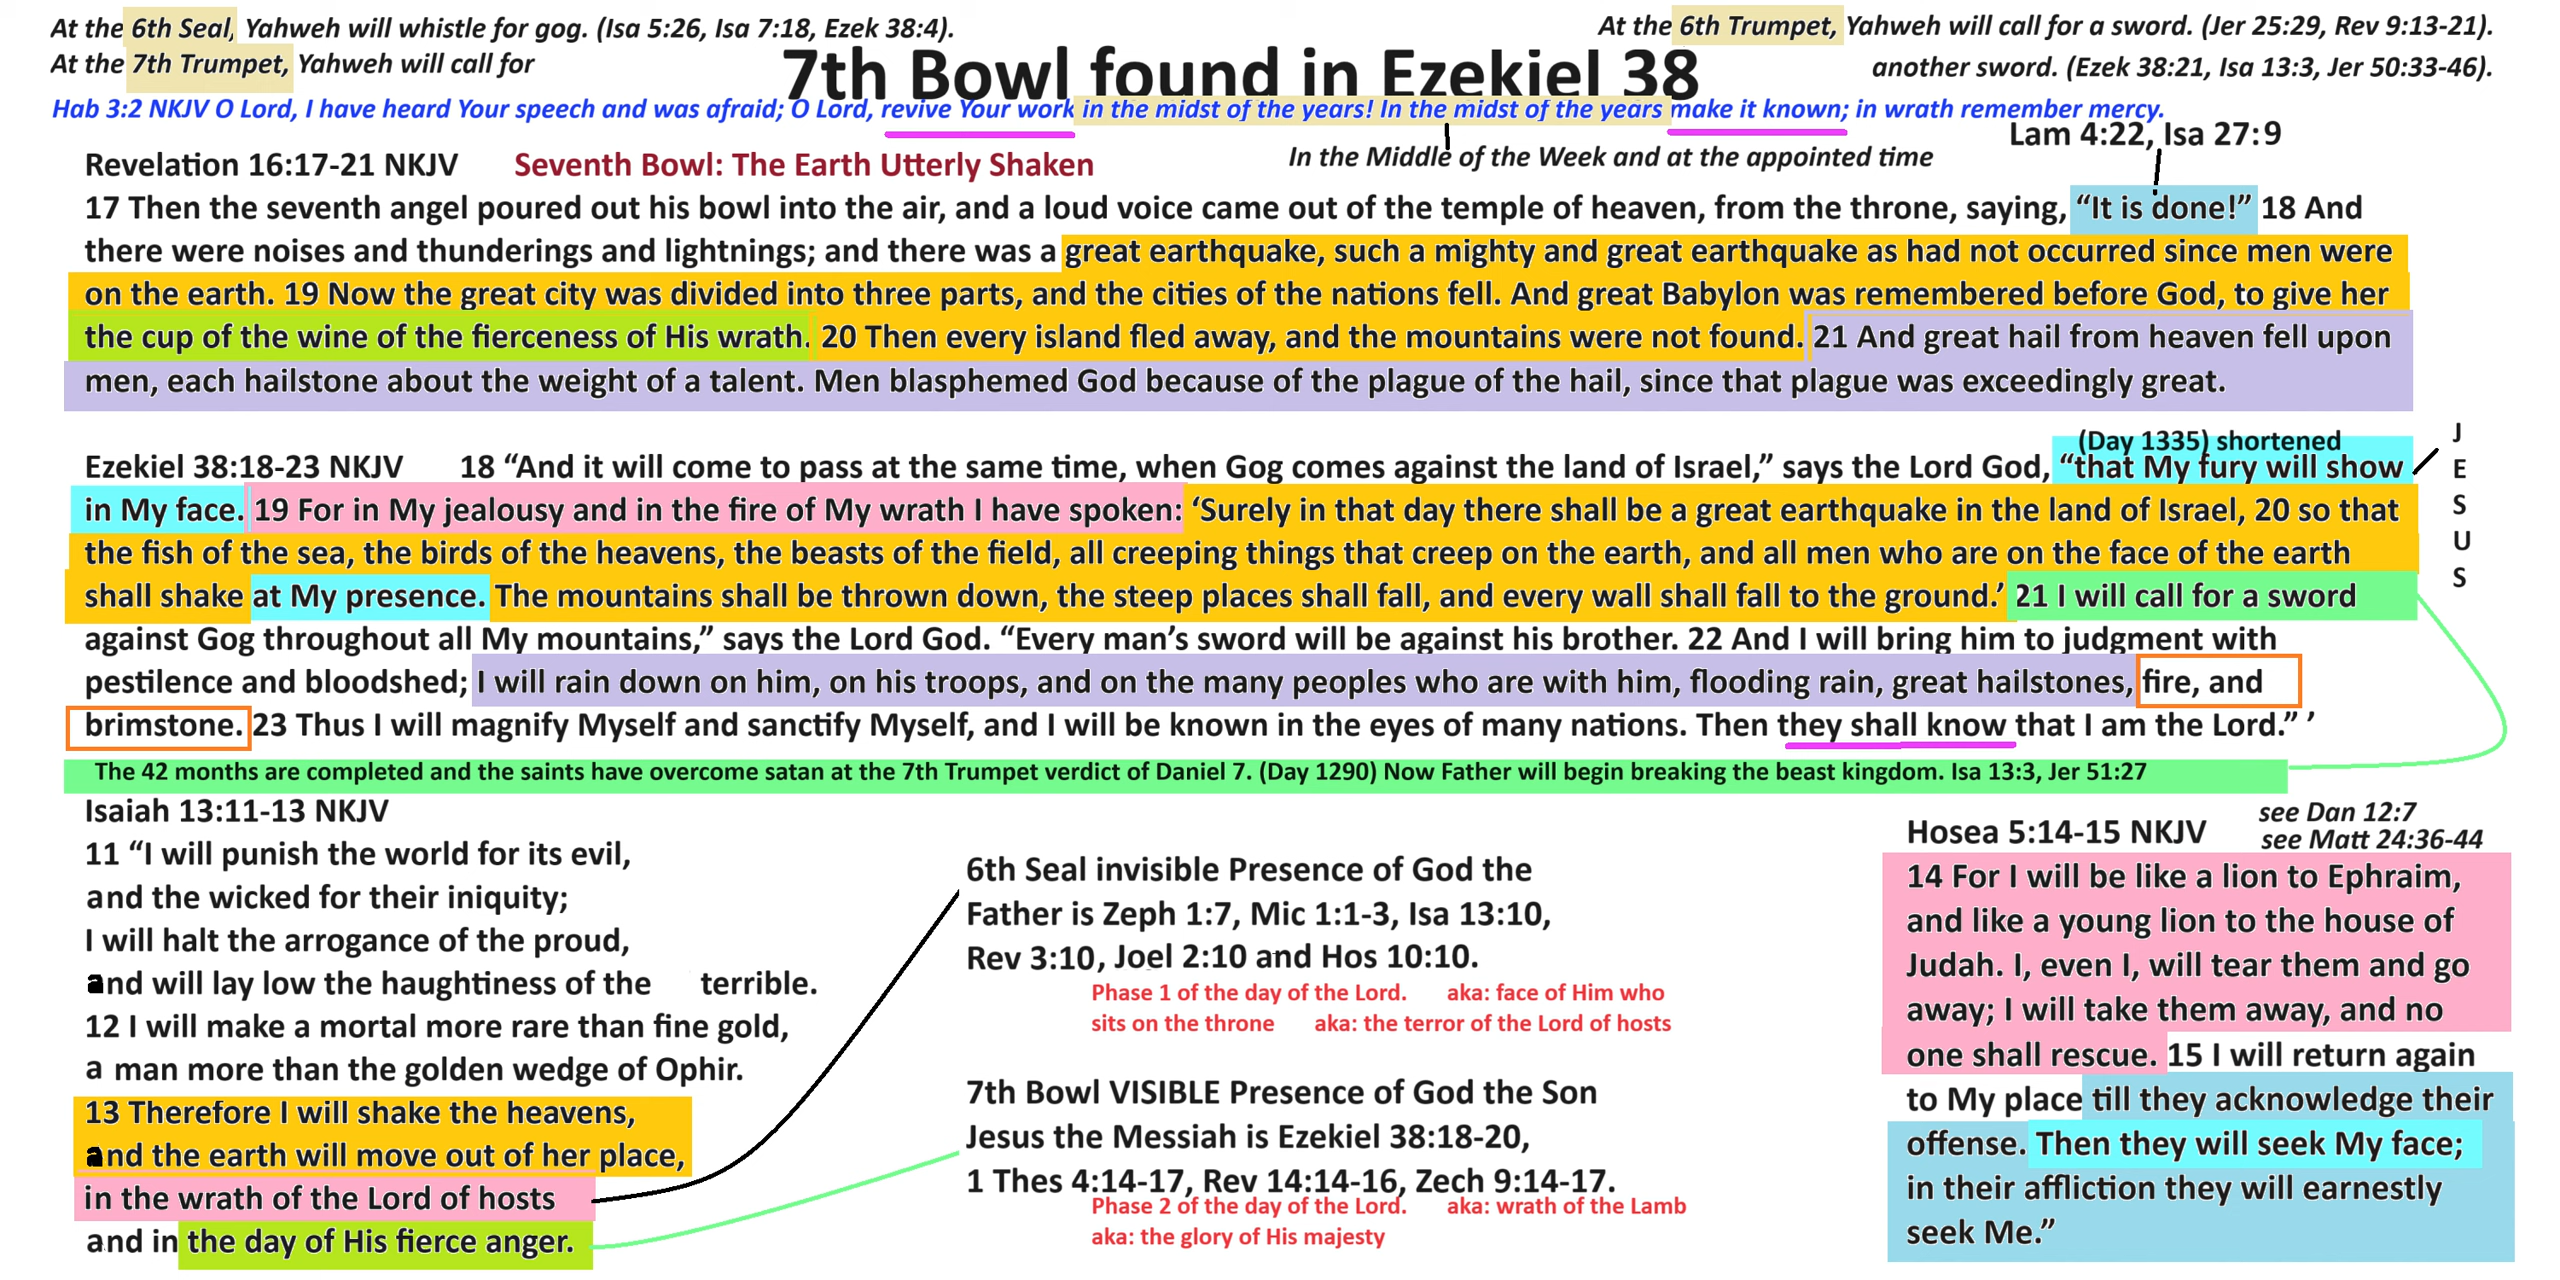 At the 6th Seal, Yahweh will whistle for gog. (Isa 5:26, Isa 7:18, Ezek 38:4).
At the 7th Trumpet, Yahweh will call for
At the 6th Trumpet, Yahweh will call for a sword. (Jer 25:29, Rev 9:13-21).
another sword. (Ezek 38:21, Isa 13:3, Jer 50:33-46).
7th Bowl found in Ezekiel 38
Hab 3:2 NKJV O Lord, I have heard Your speech and was afraid; O Lord, revive Your work in the midst of the years! In the midst of the years make it known; in wrath remember mercy.
Lam 4:22, Isa 27:9
In the Middle of the Week and at the appointed time
Revelation 16:17-21 NKJV Seventh Bowl: The Earth Utterly Shaken
17 Then the seventh angel poured out his bowl into the air, and a loud voice came out of the temple of heaven, from the throne, saying, “It is done!” 18 And
there were noises and thunderings and lightnings; and there was a great earthquake, such a mighty and great earthquake as had not occurred since men were
on the earth. 19 Now the great city was divided into three parts, and the cities of the nations fell. And great Babylon was remembered before God, to give her
the cup of the wine of the fierceness of His wrath. 20 Then every island fled away, and the mountains were not found. 21 And great hail from heaven fell upon
men, each hailstone about the weight of a talent. Men blasphemed God because of the plague of the hail, since that plague was exceedingly great.
(Day 1335) shortened
J
E
S
U
S
Ezekiel 38:18-23 NKJV 18 “And it will come to pass at the same time, when Gog comes against the land of Israel,” says the Lord God, “that My fury will show
in My face. 19 For in My jealousy and in the fire of My wrath I have spoken: ‘Surely in that day there shall be a great earthquake in the land of Israel, 20 so that
the fish of the sea, the birds of the heavens, the beasts of the field, all creeping things that creep on the earth, and all men who are on the face of the earth
shall shake at My presence. The mountains shall be thrown down, the steep places shall fall, and every wall shall fall to the ground.’ 21 I will call for a sword
against Gog throughout all My mountains,” says the Lord God. “Every man’s sword will be against his brother. 22 And I will bring him to judgment with
pestilence and bloodshed; I will rain down on him, on his troops, and on the many peoples who are with him, flooding rain, great hailstones, fire, and
brimstone. 23 Thus I will magnify Myself and sanctify Myself, and I will be known in the eyes of many nations. Then they shall know that I am the Lord.” ’
The 42 months are completed and the saints have overcome satan at the 7th Trumpet verdict of Daniel 7. (Day 1290) Now Father will begin breaking the beast kingdom. Isa 13:3, Jer 51:27
Isaiah 13:11-13 NKJV
11 “I will punish the world for its evil,
and the wicked for their iniquity;
I will halt the arrogance of the proud,
and will lay low the haughtiness of the terrible.
12 I will make a mortal more rare than fine gold,
a man more than the golden wedge of Ophir.
13 Therefore I will shake the heavens,
and the earth will move out of her place,
in the wrath of the Lord of hosts
and in the day of His fierce anger.
6th Seal invisible Presence of God the
Father is Zeph 1:7, Mic 1:1-3, Isa 13:10,
Rev 3:10, Joel 2:10 and Hos 10:10.
Phase 1 of the day of the Lord. aka: face of Him who
sits on the throne aka: the terror of the Lord of hosts
7th Bowl VISIBLE Presence of God the Son
Jesus the Messiah is Ezekiel 38:18-20,
1 Thes 4:14-17, Rev 14:14-16, Zech 9:14-17.
Phase 2 of the day of the Lord. aka: wrath of the Lamb
aka: the glory of His majesty
see Dan 12:7
see Matt 24:36-44
Hosea 5:14-15 NKJV
14 For I will be like a lion to Ephraim,
and like a young lion to the house of
Judah. I, even I, will tear them and go
away; I will take them away, and no
one shall rescue. 15 I will return again
to My place till they acknowledge their
offense. Then they will seek My face;
in their affliction they will earnestly
seek Me.”